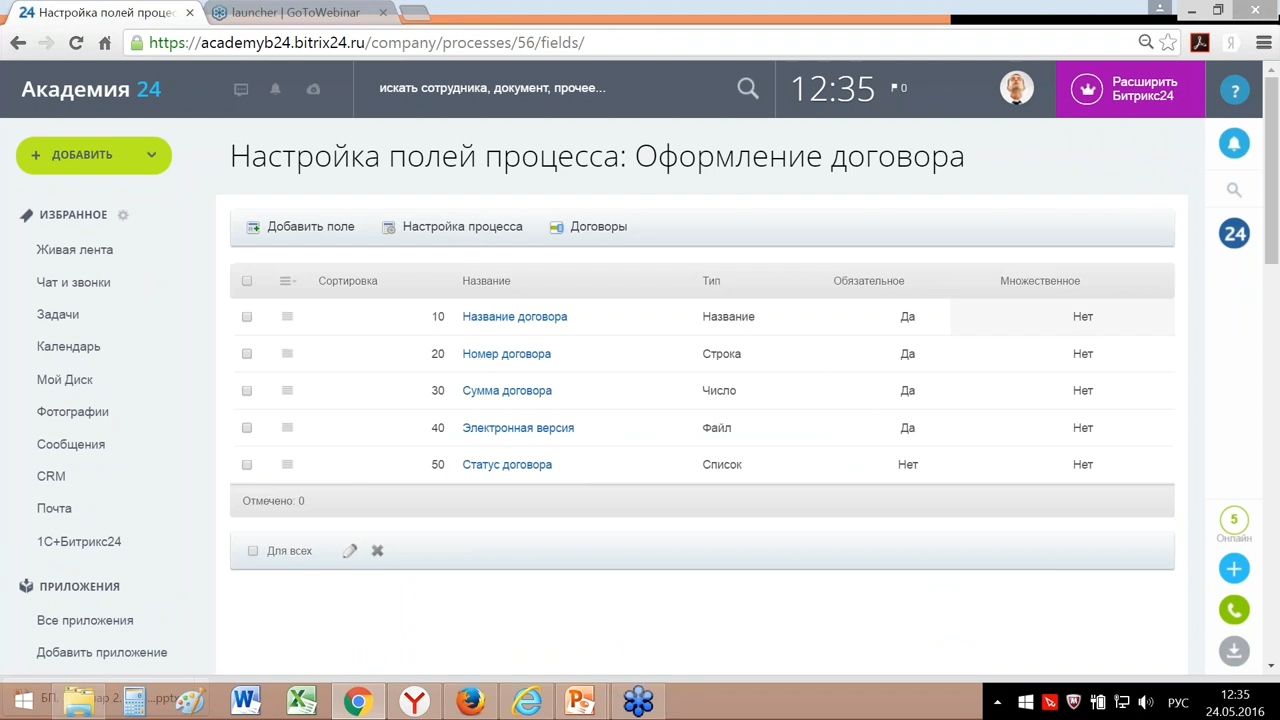 24 Настройка полей процес
launcher | GoToWebinar
https://academyb24.bitrix24.ru/company/processes/56/fields/
Академия 24
искать сотрудника, документ, прочее...
12:35
0
Расширить
Битрикс24
?
+ ДОБАВИТЬ
Настройка полей процесса: Оформление договора
ИЗБРАННОЕ
Живая лента
Чат и звонки
Задачи
Календарь
Мой Диск
Фотографии
Сообщения
CRM
Почта
1С+Битрикс24
ПРИЛОЖЕНИЯ
Все приложения
Добавить приложение
Добавить поле Настройка процесса Договоры
Сортировка Название Тип Обязательное Множественное
10 Название договора Название Да Нет
20 Номер договора Строка Да Нет
30 Сумма договора Число Да Нет
40 Электронная версия Файл Да Нет
50 Статус договора Список Нет Нет
Отмечено: 0
Для всех
24
5
Онлайн
РУС
12:35
24.05.2016